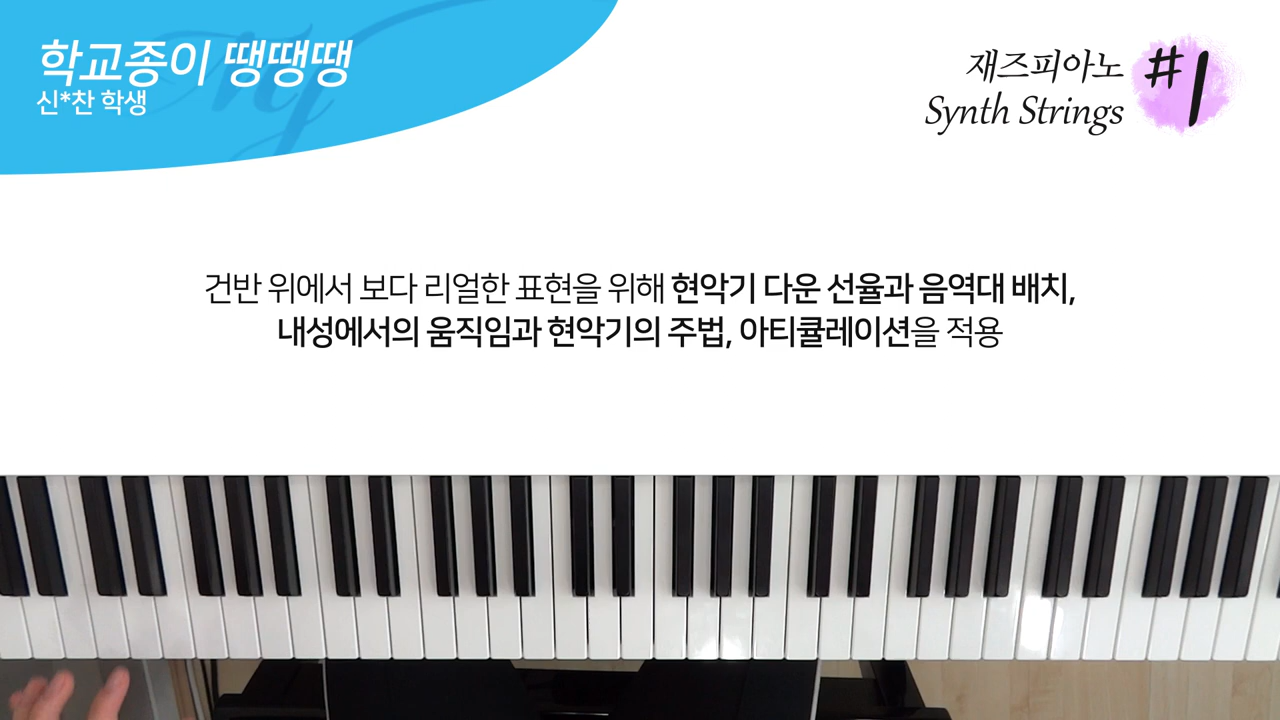 학교종이 땡땡땡
신*찬 학생
재즈피아노
Synth Strings
#1
건반 위에서 보다 리얼한 표현을 위해 현악기 다운 선율과 음역대 배치,
내성에서의 움직임과 현악기의 주법, 아티큘레이션을 적용